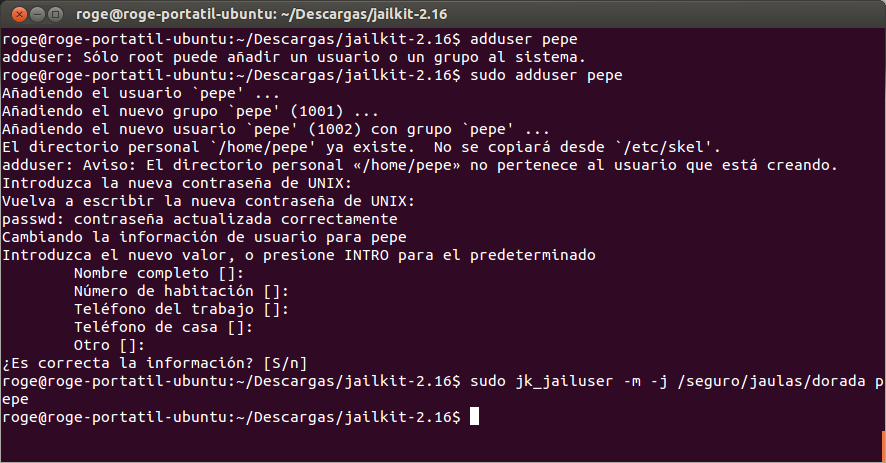 roge@roge-portatil-ubuntu: ~/Descargas/jailkit-2.16
roge@roge-portatil-ubuntu:~/Descargas/jailkit-2.16$ adduser pepe
adduser: Sólo root puede añadir un usuario o un grupo al sistema.
roge@roge-portatil-ubuntu:~/Descargas/jailkit-2.16$ sudo adduser pepe
Añadiendo el usuario `pepe' ...
Añadiendo el nuevo grupo `pepe' (1001) ...
Añadiendo el nuevo usuario `pepe' (1002) con grupo `pepe' ...
El directorio personal `/home/pepe' ya existe.  No se copiará desde `/etc/skel'.
adduser: Aviso: El directorio personal «/home/pepe» no pertenece al usuario que está creando.
Introduzca la nueva contraseña de UNIX:
Vuelva a escribir la nueva contraseña de UNIX:
passwd: contraseña actualizada correctamente
Cambiando la información de usuario para pepe
Introduzca el nuevo valor, o presione INTRO para el predeterminado
        Nombre completo []:
        Número de habitación []:
        Teléfono del trabajo []:
        Teléfono de casa []:
        Otro []:
¿Es correcta la información? [S/n]
roge@roge-portatil-ubuntu:~/Descargas/jailkit-2.16$ sudo jk_jailuser -m -j /seguro/jaulas/dorada p
epe
roge@roge-portatil-ubuntu:~/Descargas/jailkit-2.16$